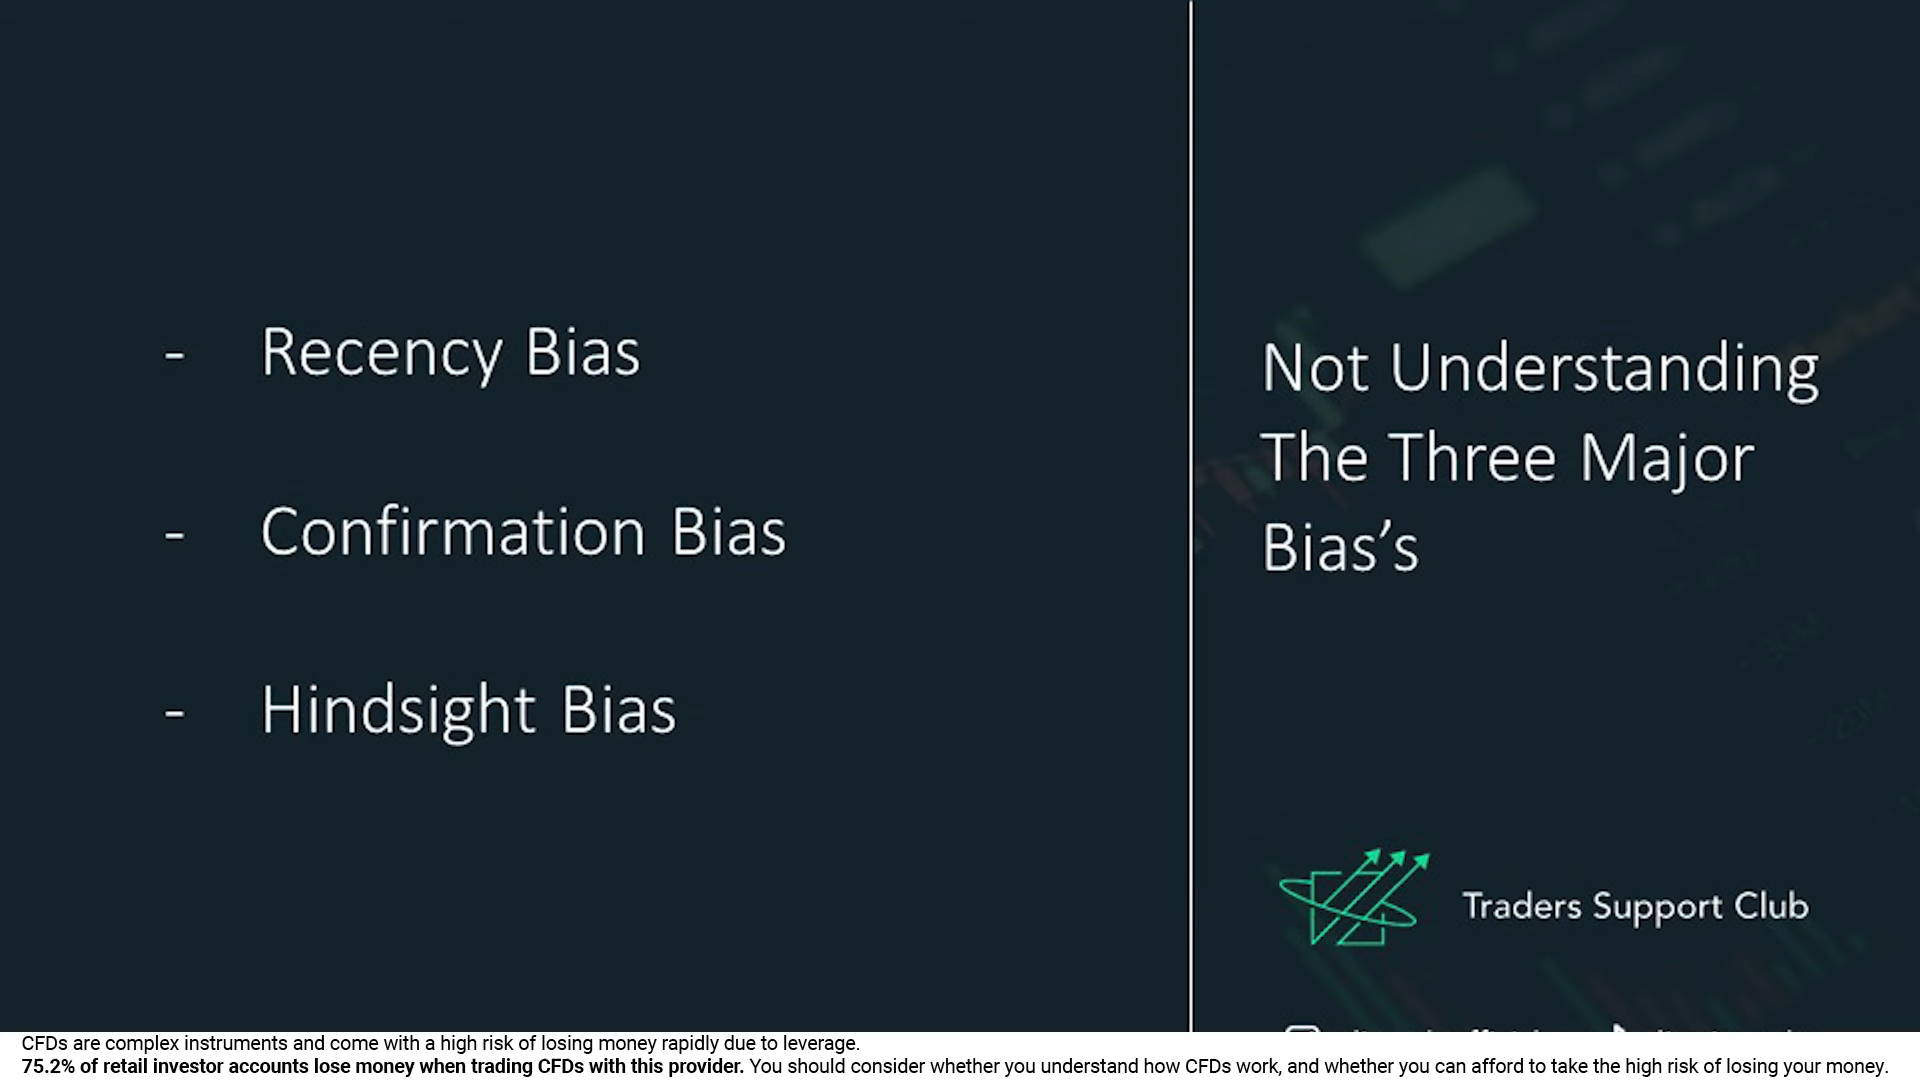 - Recency Bias
- Confirmation Bias
- Hindsight Bias
Not Understanding
The Three Major
Bias’s
Traders Support Club
CFDs are complex instruments and come with a high risk of losing money rapidly due to leverage.
75.2% of retail investor accounts lose money when trading CFDs with this provider. You should consider whether you understand how CFDs work, and whether you can afford to take the high risk of losing your money.